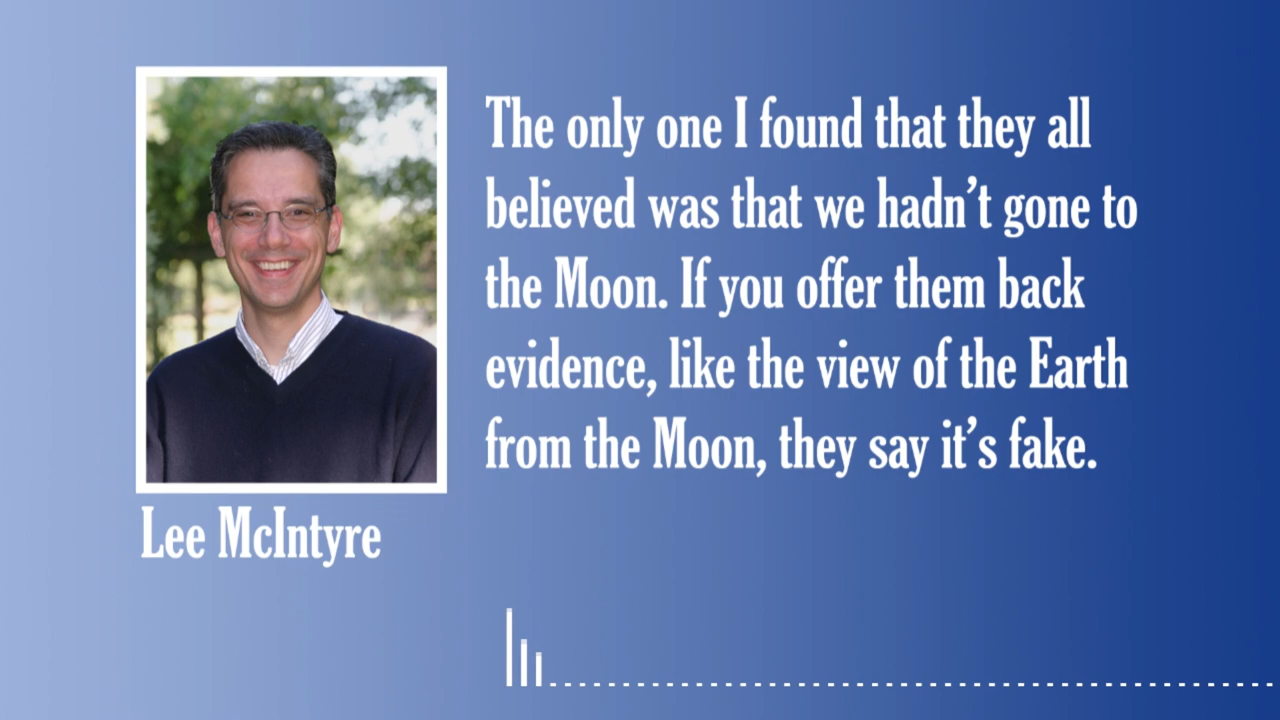 The only one I found that they all
believed was that we hadn't gone to
the Moon. If you offer them back
evidence, like the view of the Earth
from the Moon, they say it's fake.
Lee McIntyre